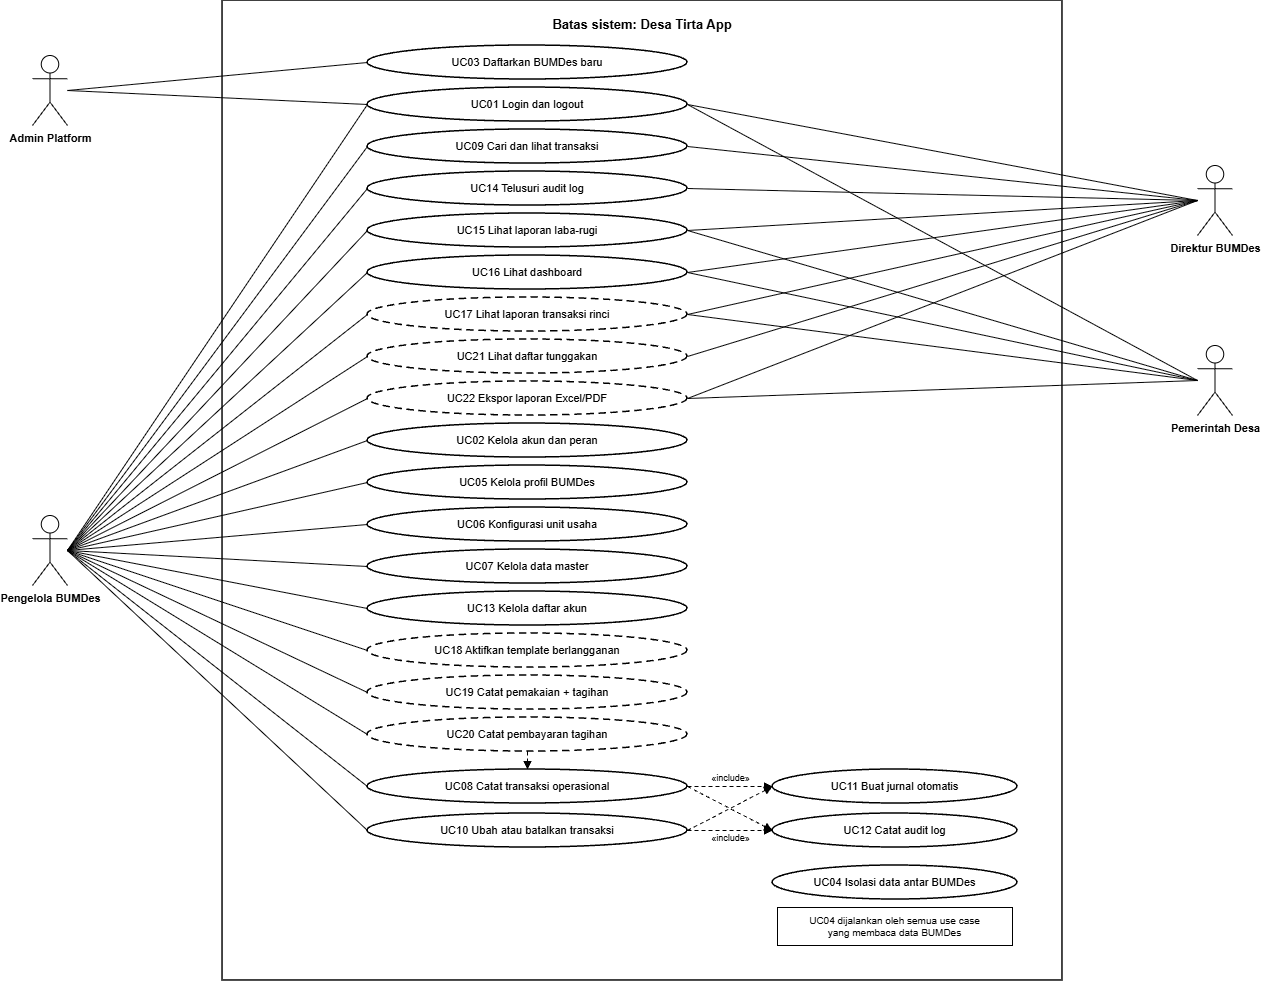 Batas sistem: Desa Tirta App
UC03 Daftarkan BUMDes baru
UC01 Login dan logout
Admin Platform
UC09 Cari dan lihat transaksi
UC14 Telusuri audit log
UC15 Lihat laporan laba-rugi
Direktur BUMDes
UC16 Lihat dashboard
UC17 Lihat laporan transaksi rinci
UC21 Lihat daftar tunggakan
UC22 Ekspor laporan Excel/PDF
Pemerintah Desa
UC02 Kelola akun dan peran
UC05 Kelola profil BUMDes
UC06 Konfigurasi unit usaha
UC07 Kelola data master
Pengelola BUMDes
UC13 Kelola daftar akun
UC18 Aktifkan template berlangganan
UC19 Catat pemakaian + tagihan
UC20 Catat pembayaran tagihan
«include»
UC08 Catat transaksi operasional
UC11 Buat jurnal otomatis
UC10 Ubah atau batalkan transaksi
UC12 Catat audit log
«include»
UC04 Isolasi data antar BUMDes
UC04 dijalankan oleh semua use case
yang membaca data BUMDes